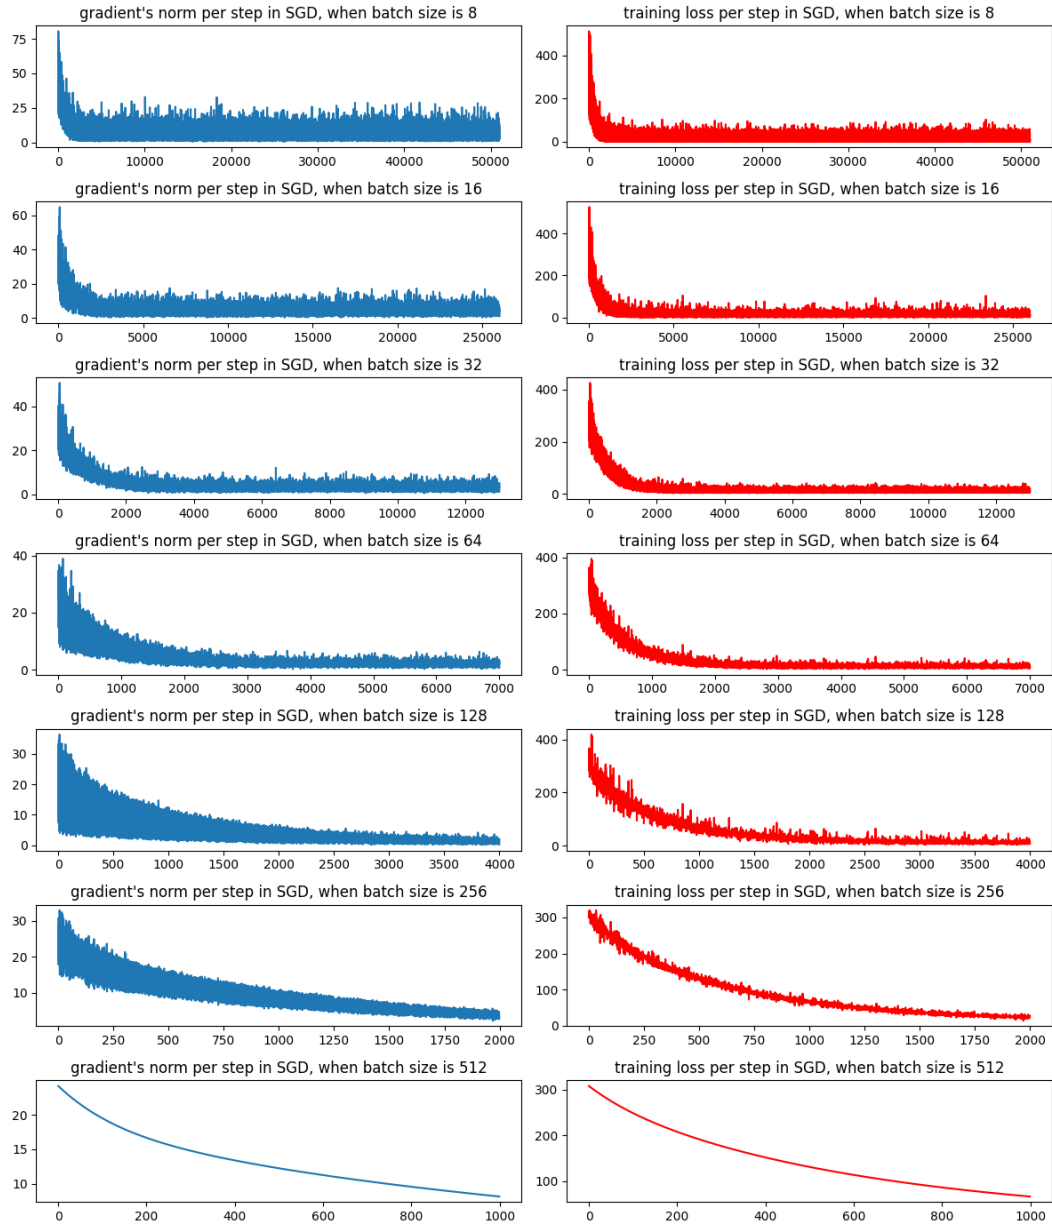 gradient's norm per step in SGD, when batch size is 8
training loss per step in SGD, when batch size is 8
75
50
25
0
0 10000 20000 30000 40000 50000
400
200
0
0 10000 20000 30000 40000 50000
gradient's norm per step in SGD, when batch size is 16
training loss per step in SGD, when batch size is 16
60
40
20
0
0 5000 10000 15000 20000 25000
400
200
0
0 5000 10000 15000 20000 25000
gradient's norm per step in SGD, when batch size is 32
training loss per step in SGD, when batch size is 32
40
20
0
0 2000 4000 6000 8000 10000 12000
400
200
0
0 2000 4000 6000 8000 10000 12000
gradient's norm per step in SGD, when batch size is 64
training loss per step in SGD, when batch size is 64
40
20
0
0 1000 2000 3000 4000 5000 6000 7000
400
200
0
0 1000 2000 3000 4000 5000 6000 7000
gradient's norm per step in SGD, when batch size is 128
training loss per step in SGD, when batch size is 128
30
20
10
0
0 500 1000 1500 2000 2500 3000 3500 4000
400
200
0
0 500 1000 1500 2000 2500 3000 3500 4000
gradient's norm per step in SGD, when batch size is 256
training loss per step in SGD, when batch size is 256
30
20
10
0 250 500 750 1000 1250 1500 1750 2000
300
200
100
0
0 250 500 750 1000 1250 1500 1750 2000
gradient's norm per step in SGD, when batch size is 512
training loss per step in SGD, when batch size is 512
20
15
10
0 200 400 600 800 1000
300
200
100
0 200 400 600 800 1000